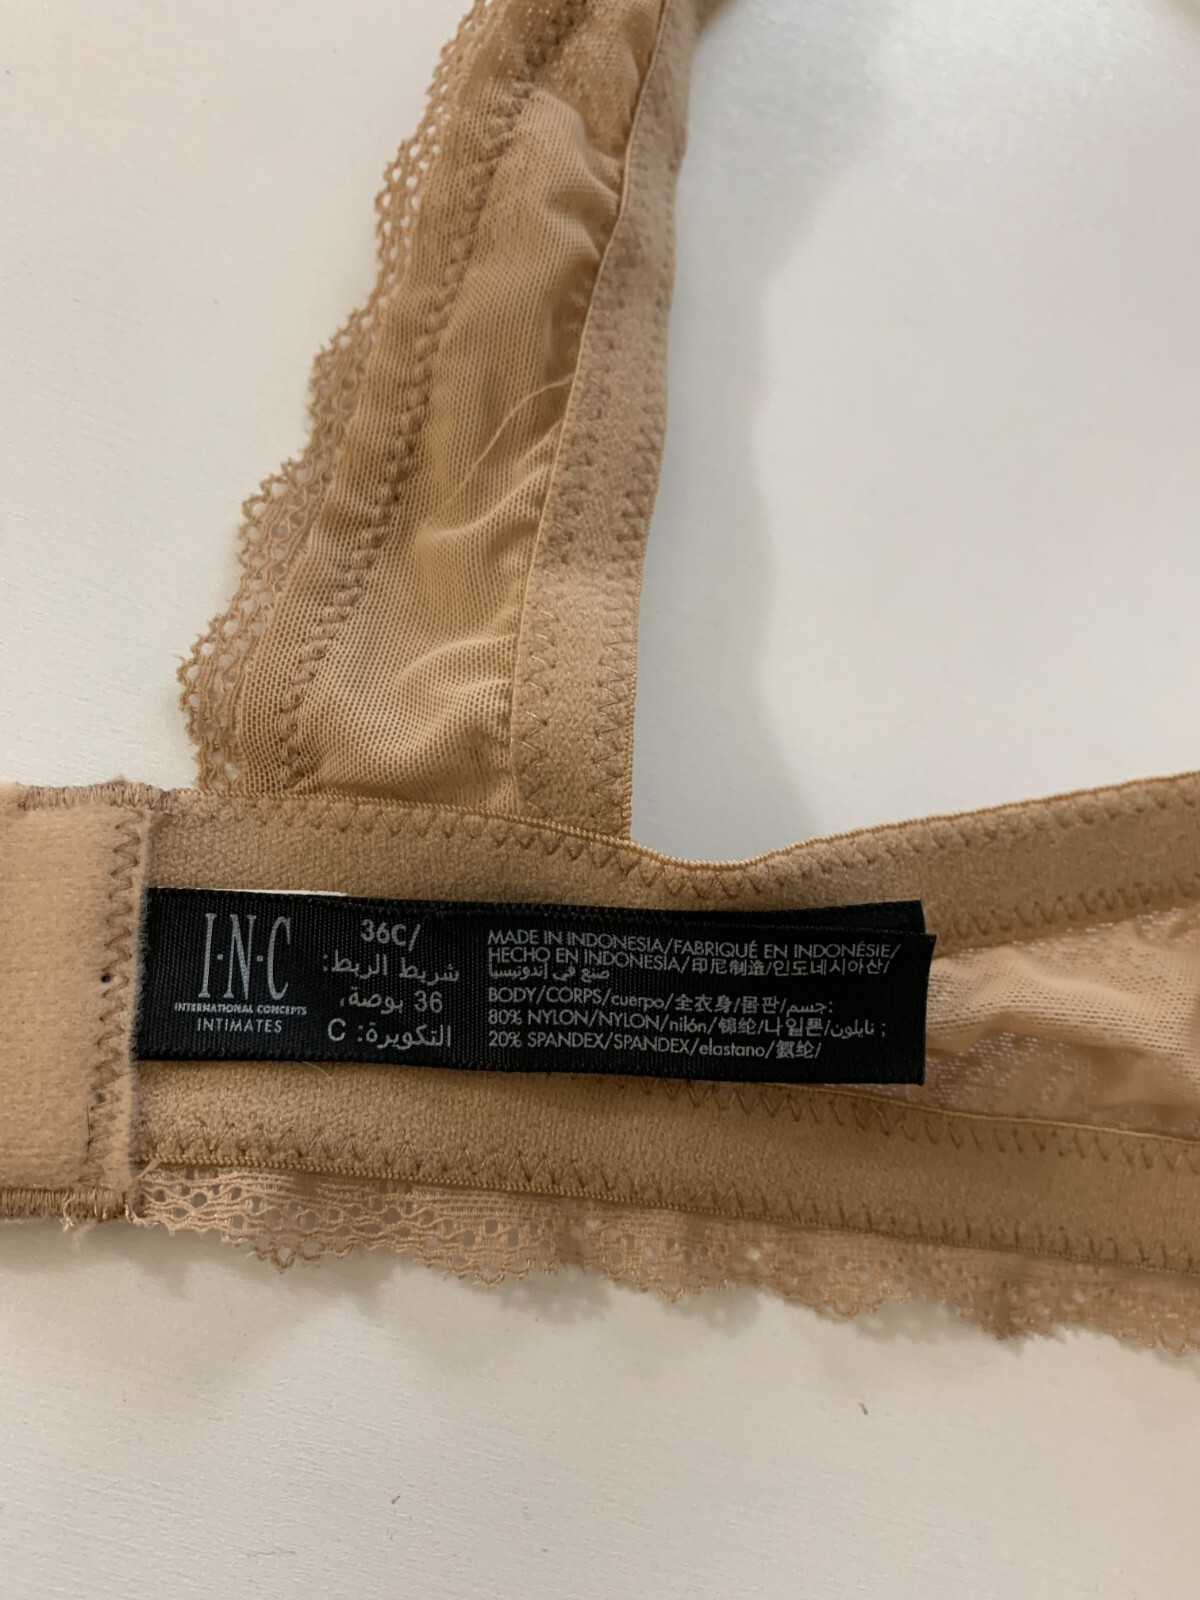 I·N·C
INTERNATIONAL CONCEPTS
INTIMATES
36C/
شريط الربط:
36 بوصة،
التكويرة: C
MADE IN INDONESIA/FABRIQUÉ EN INDONÉSIE/
HECHO EN INDONESIA/印尼制造/인도네시아산/
صنع في إندونيسيا
BODY/CORPS/cuerpo/全衣身/몸판/جسم:
80% NYLON/NYLON/nilón/锦纶/나일론/نايلون ;
20% SPANDEX/SPANDEX/elastano/氨纶/